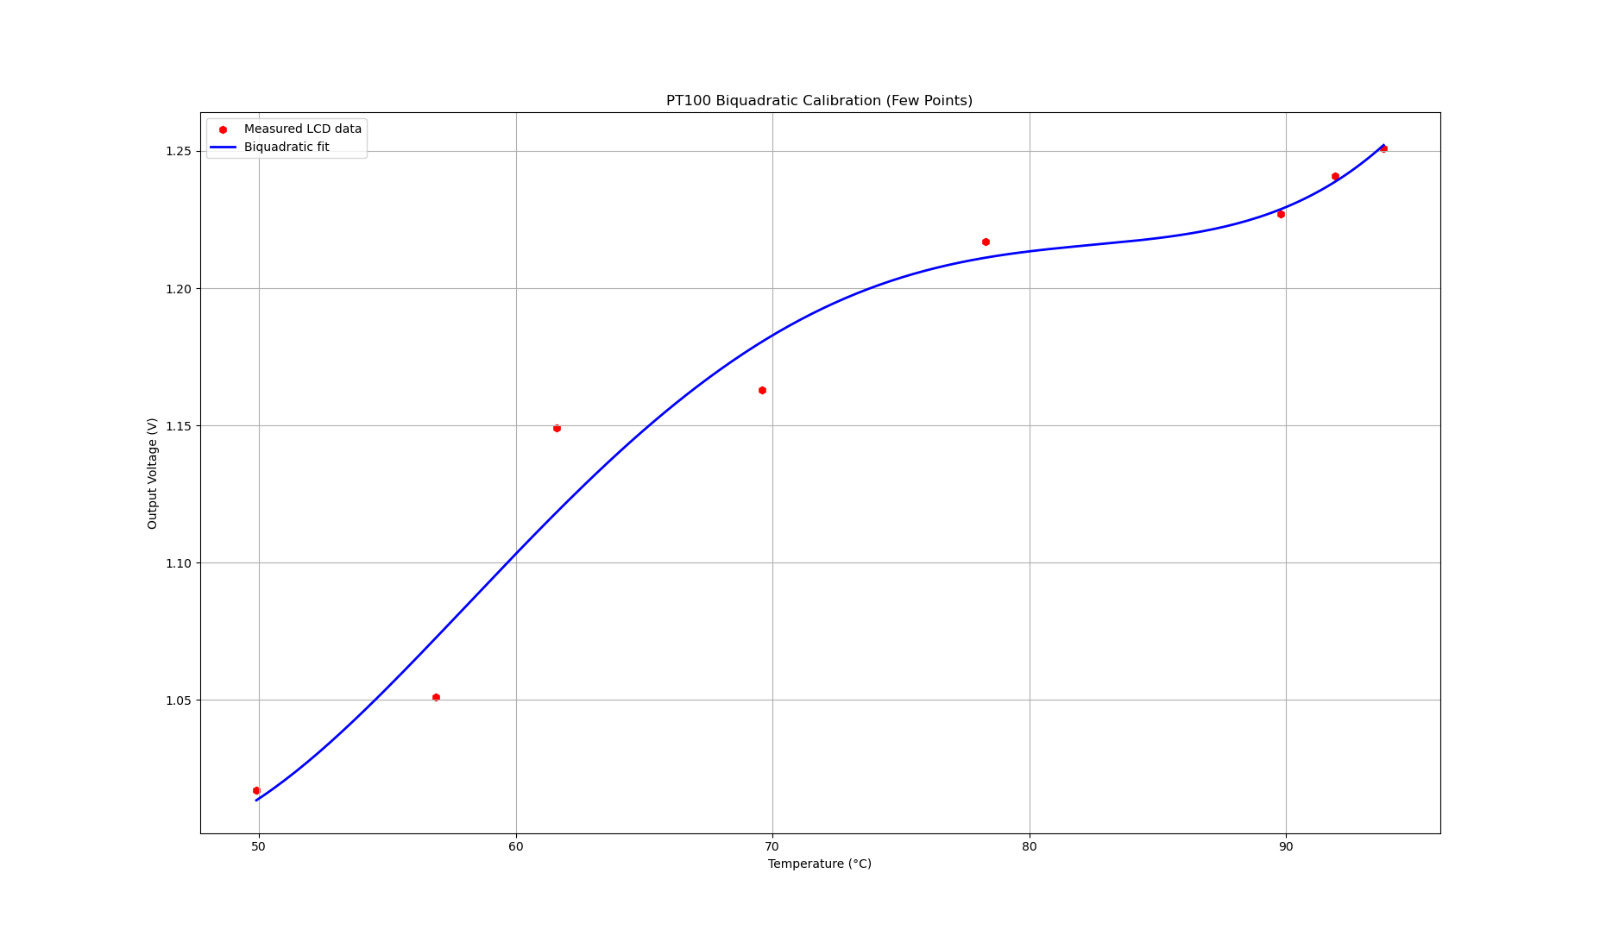 PT100 Biquadratic Calibration (Few Points)
Measured LCD data
Biquadratic fit
1.25
1.20
1.15
1.10
1.05
Output Voltage (V)
50 60 70 80 90
Temperature (°C)